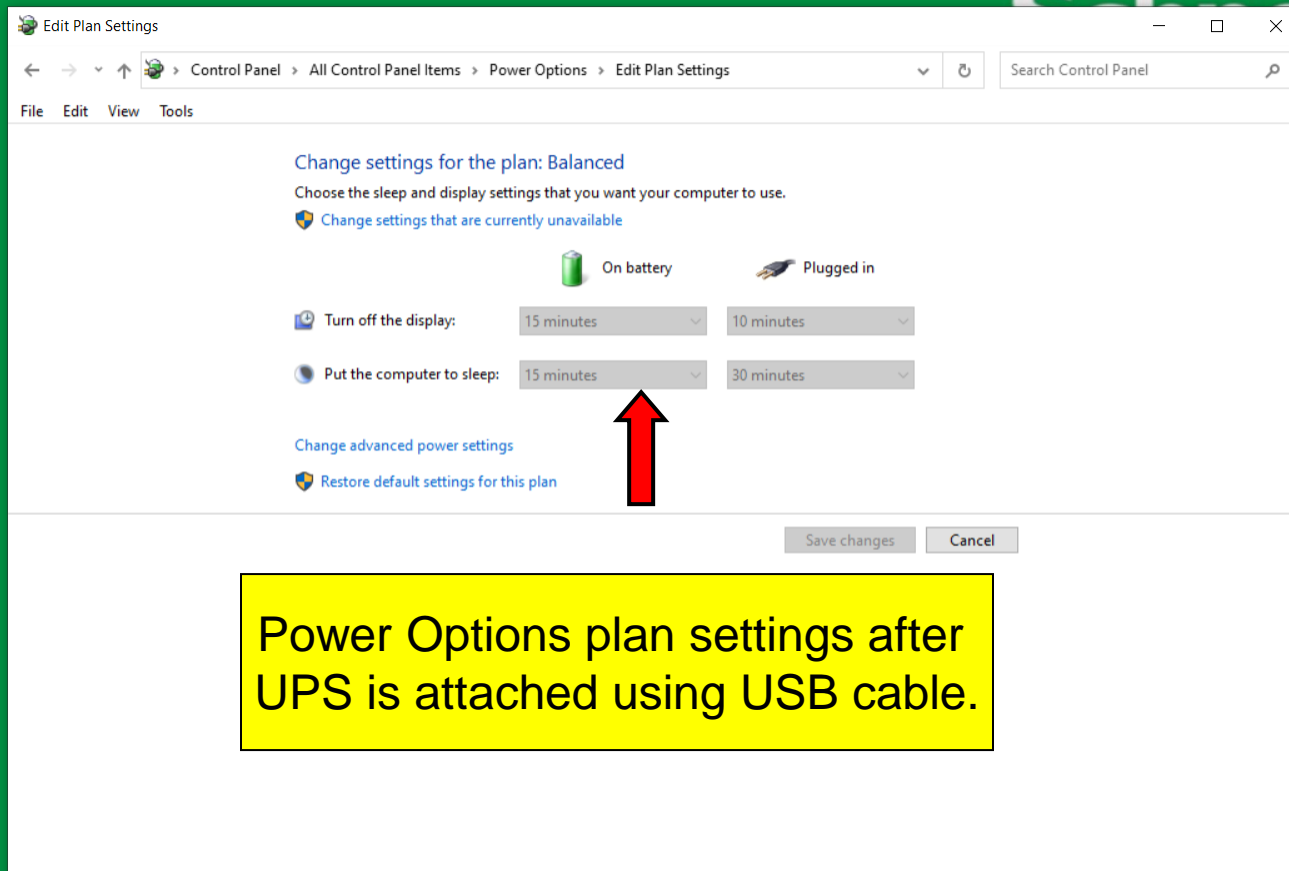 Edit Plan Settings
Control Panel > All Control Panel Items > Power Options > Edit Plan Settings
Search Control Panel
File Edit View Tools
Change settings for the plan: Balanced
Choose the sleep and display settings that you want your computer to use.
Change settings that are currently unavailable
On battery Plugged in
Turn off the display: 15 minutes 10 minutes
Put the computer to sleep: 15 minutes 30 minutes
Change advanced power settings
Restore default settings for this plan
Save changes Cancel
Power Options plan settings after
UPS is attached using USB cable.